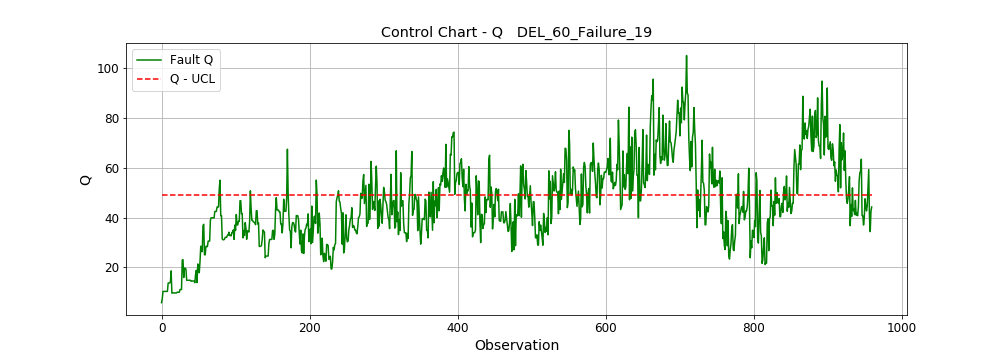 Control Chart - Q   DEL_60_Failure_19
Fault Q
Q - UCL
100
80
60
40
20
Q
0 200 400 600 800 1000
Observation